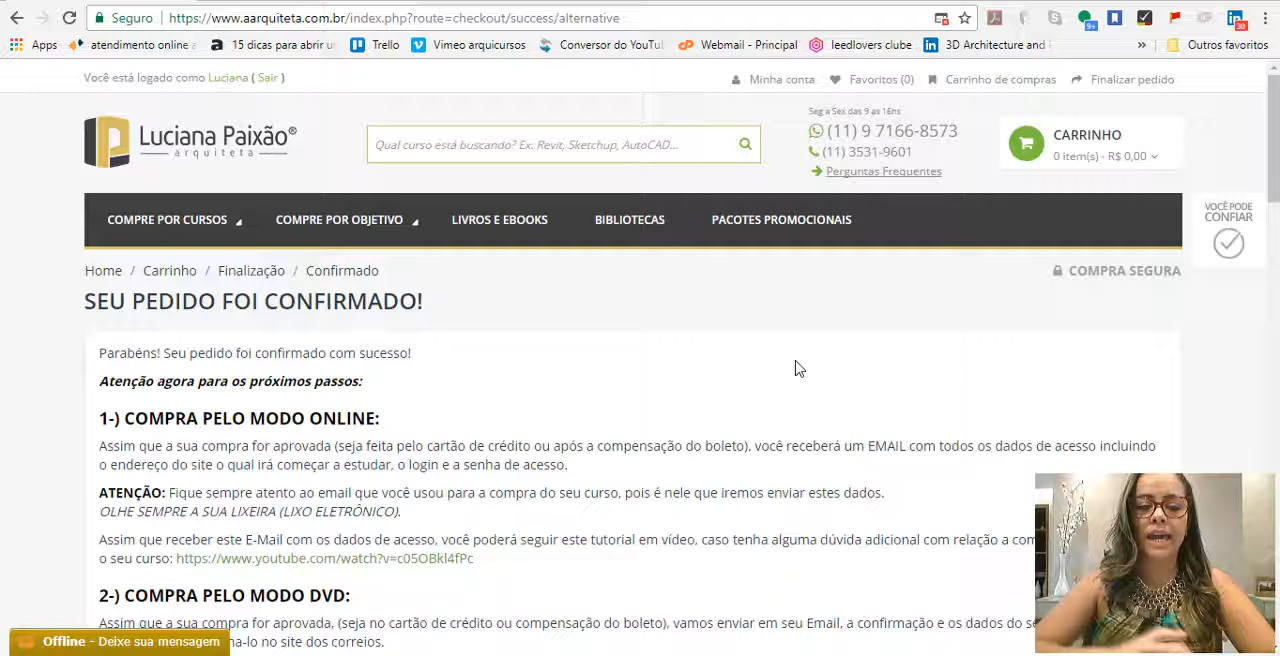 Seguro | https://www.aarquiteta.com.br/index.php?route=checkout/success/alternative
9+
30
Apps atendimento online 15 dicas para abrir Trello Vimeo arquicursos Conversor do YouTu Webmail - Principal leedlovers clube 3D Architecture and » Outros favoritos
Você está logado como Luciana ( Sair )
Minha conta Favoritos (0) Carrinho de compras Finalizar pedido
Luciana Paixão®
arquiteta
Qual curso está buscando? Ex: Revit, Sketchup, AutoCAD...
Seg a Sex das 9 as 16hs
(11) 9 7166-8573
(11) 3531-9601
Perguntas Frequentes
CARRINHO
0 item(s) - R$ 0,00
COMPRE POR CURSOS COMPRE POR OBJETIVO LIVROS E EBOOKS BIBLIOTECAS PACOTES PROMOCIONAIS
VOCÊ PODE
CONFIAR
Home / Carrinho / Finalização / Confirmado
COMPRA SEGURA
SEU PEDIDO FOI CONFIRMADO!
Parabéns! Seu pedido foi confirmado com sucesso!
Atenção agora para os próximos passos:
1-) COMPRA PELO MODO ONLINE:
Assim que a sua compra for aprovada (seja feita pelo cartão de crédito ou após a compensação do boleto), você receberá um EMAIL com todos os dados de acesso incluindo
o endereço do site o qual irá começar a estudar, o login e a senha de acesso.
ATENÇÃO: Fique sempre atento ao email que você usou para a compra do seu curso, pois é nele que iremos enviar estes dados.
OLHE SEMPRE A SUA LIXEIRA (LIXO ELETRÔNICO).
Assim que receber este E-Mail com os dados de acesso, você poderá seguir este tutorial em vídeo, caso tenha alguma dúvida adicional com relação a com
o seu curso: https://www.youtube.com/watch?v=c05OBkl4fPc
2-) COMPRA PELO MODO DVD:
Assim que a sua compra for aprovada, (seja no cartão de crédito ou compensação do boleto), vamos enviar em seu Email, a confirmação e os dados do se
Offline - Deixe sua mensagem
na-lo no site dos correios.